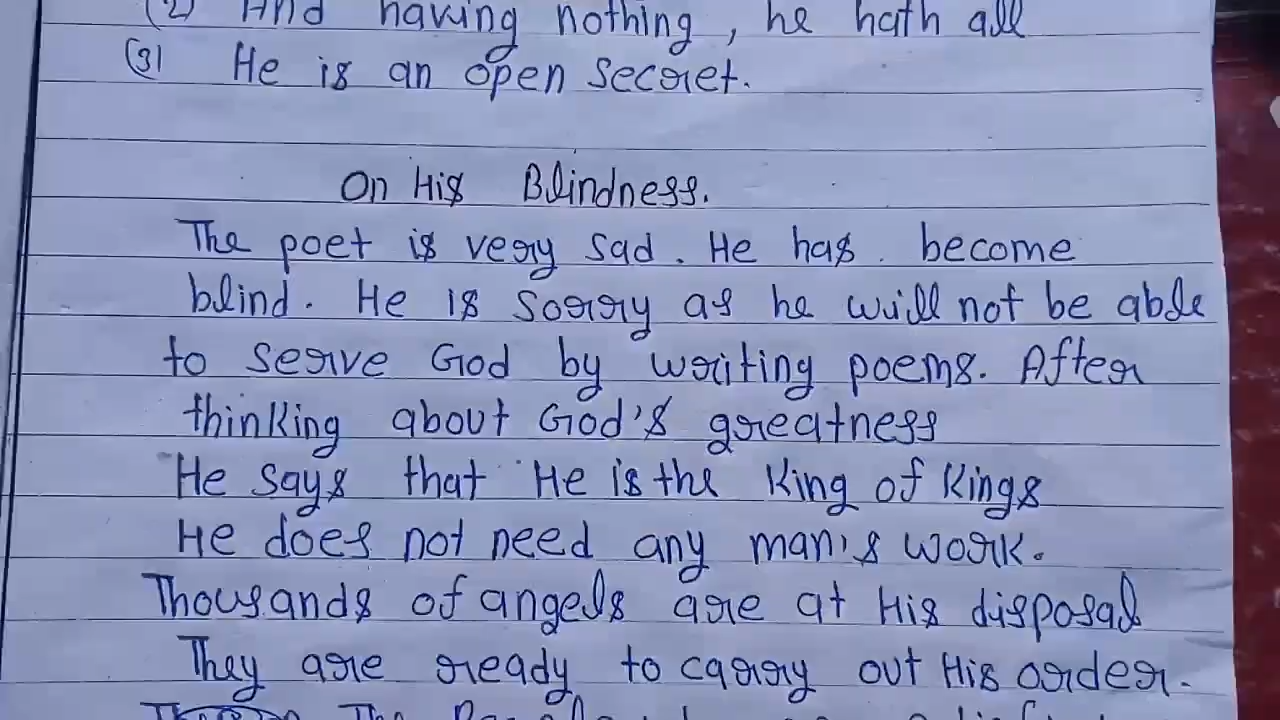 (2) And having nothing, he hath all
(3) He is an open secret.
On His Blindness.
The poet is very sad. He has. become
blind. He is sorry as he will not be able
to serve God by writing poems. After
thinking about God's greatness
He says that He is the King of Kings
He does not need any man's work.
Thousands of angels are at His disposal
They are ready to carry out His order.